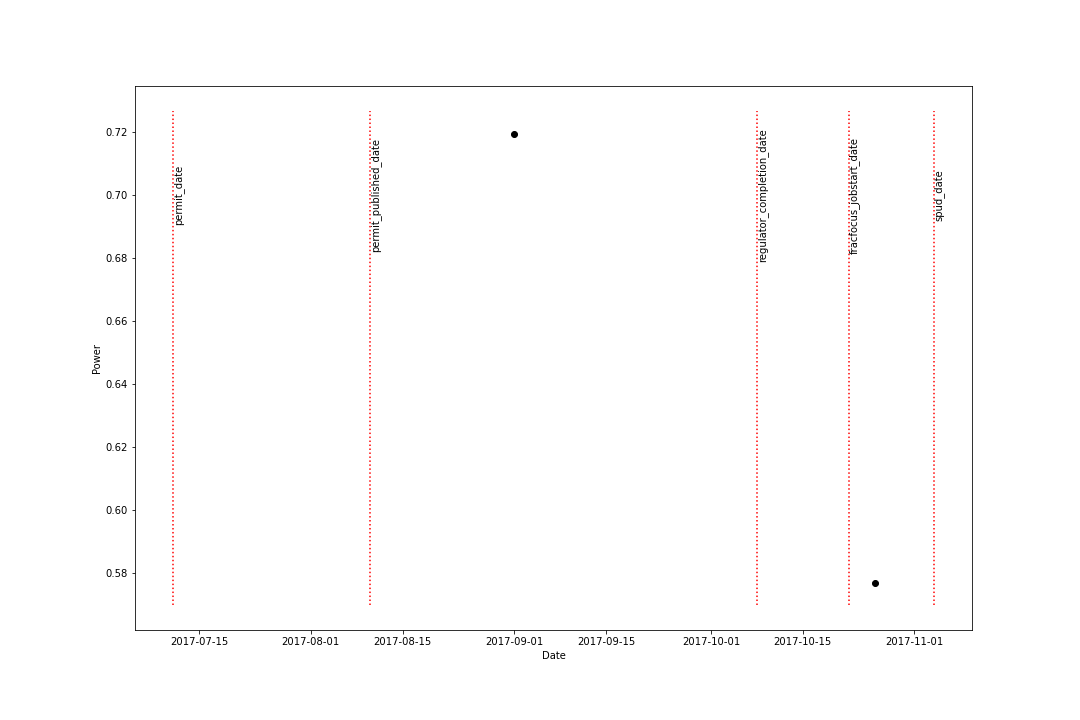 0.72
0.70
0.68
0.66
0.64
0.62
0.60
0.58
Power
permit_date
permit_published_date
regulator_completion_date
fracfocus_jobstart_date
spud_date
2017-07-15
2017-08-01
2017-08-15
2017-09-01
2017-09-15
2017-10-01
2017-10-15
2017-11-01
Date